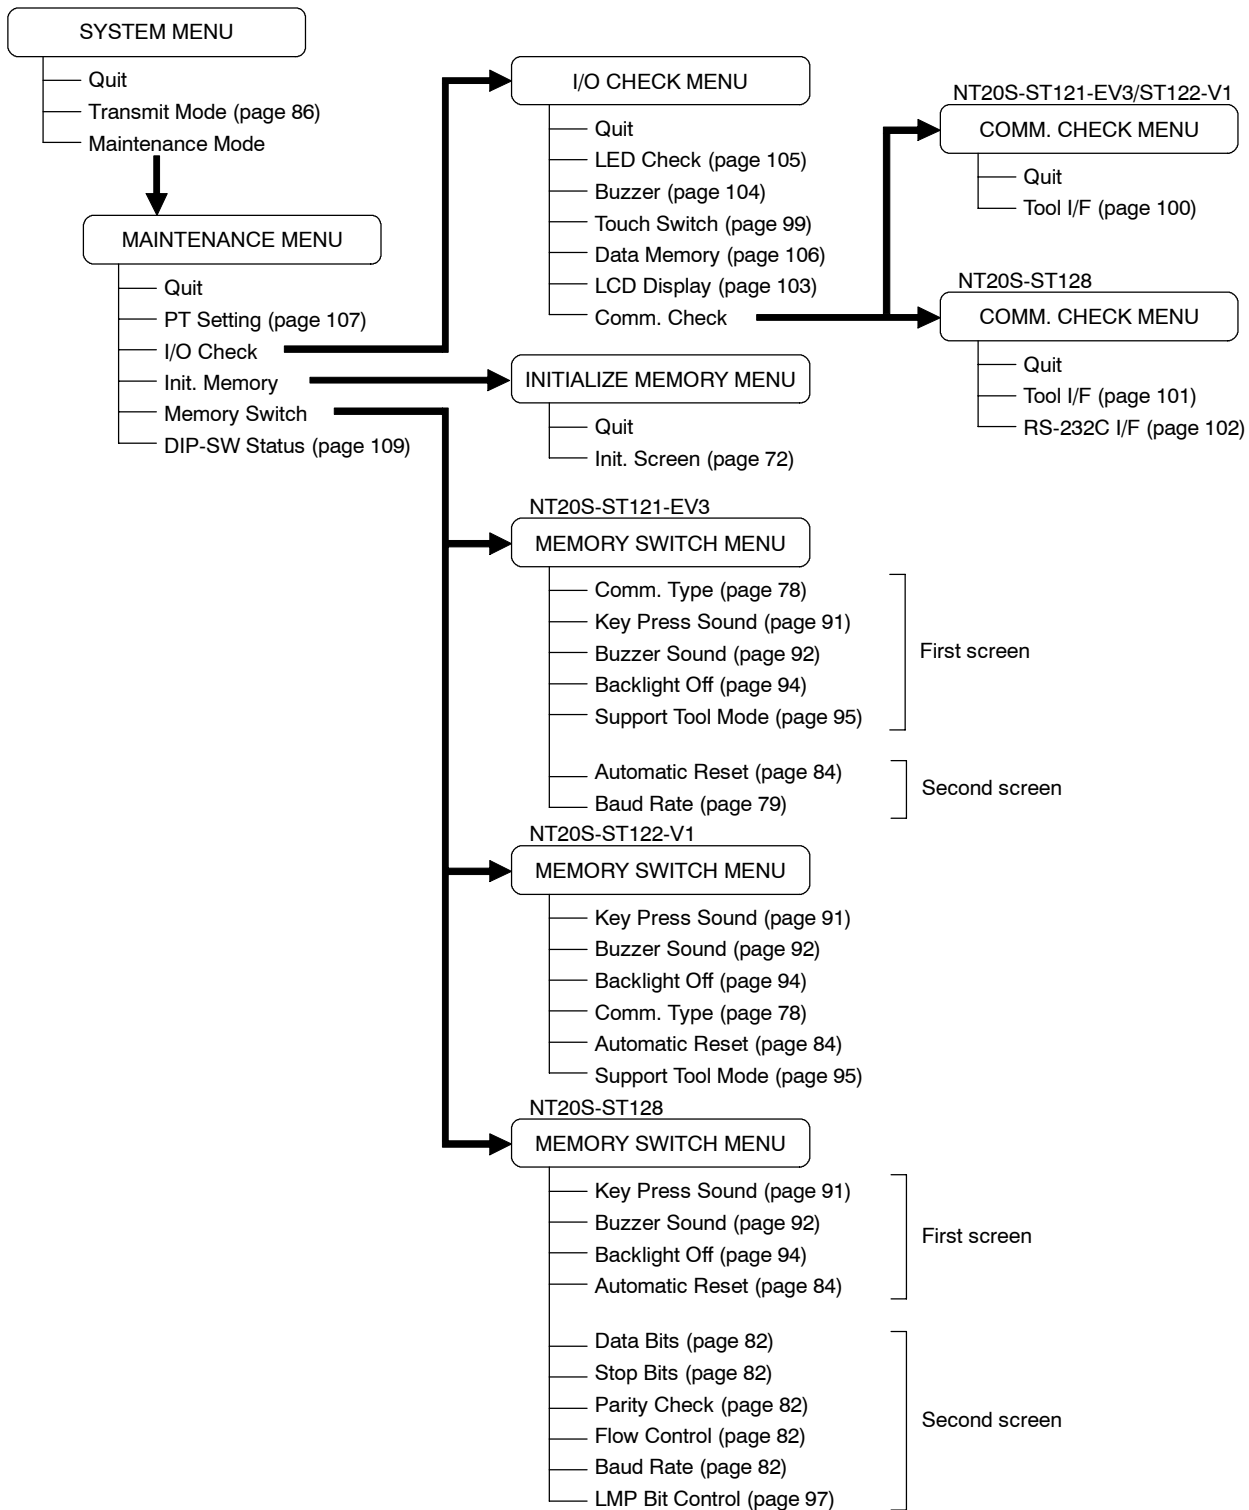 SYSTEM MENU
Quit
Transmit Mode (page 86)
Maintenance Mode
MAINTENANCE MENU
Quit
PT Setting (page 107)
I/O Check
Init. Memory
Memory Switch
DIP-SW Status (page 109)
I/O CHECK MENU
Quit
LED Check (page 105)
Buzzer (page 104)
Touch Switch (page 99)
Data Memory (page 106)
LCD Display (page 103)
Comm. Check
NT20S-ST121-EV3/ST122-V1
COMM. CHECK MENU
Quit
Tool I/F (page 100)
NT20S-ST128
COMM. CHECK MENU
Quit
Tool I/F (page 101)
RS-232C I/F (page 102)
INITIALIZE MEMORY MENU
Quit
Init. Screen (page 72)
NT20S-ST121-EV3
MEMORY SWITCH MENU
Comm. Type (page 78)
Key Press Sound (page 91)
Buzzer Sound (page 92)
Backlight Off (page 94)
Support Tool Mode (page 95)
First screen
Automatic Reset (page 84)
Baud Rate (page 79)
Second screen
NT20S-ST122-V1
MEMORY SWITCH MENU
Key Press Sound (page 91)
Buzzer Sound (page 92)
Backlight Off (page 94)
Comm. Type (page 78)
Automatic Reset (page 84)
Support Tool Mode (page 95)
NT20S-ST128
MEMORY SWITCH MENU
Key Press Sound (page 91)
Buzzer Sound (page 92)
Backlight Off (page 94)
Automatic Reset (page 84)
First screen
Data Bits (page 82)
Stop Bits (page 82)
Parity Check (page 82)
Flow Control (page 82)
Baud Rate (page 82)
LMP Bit Control (page 97)
Second screen